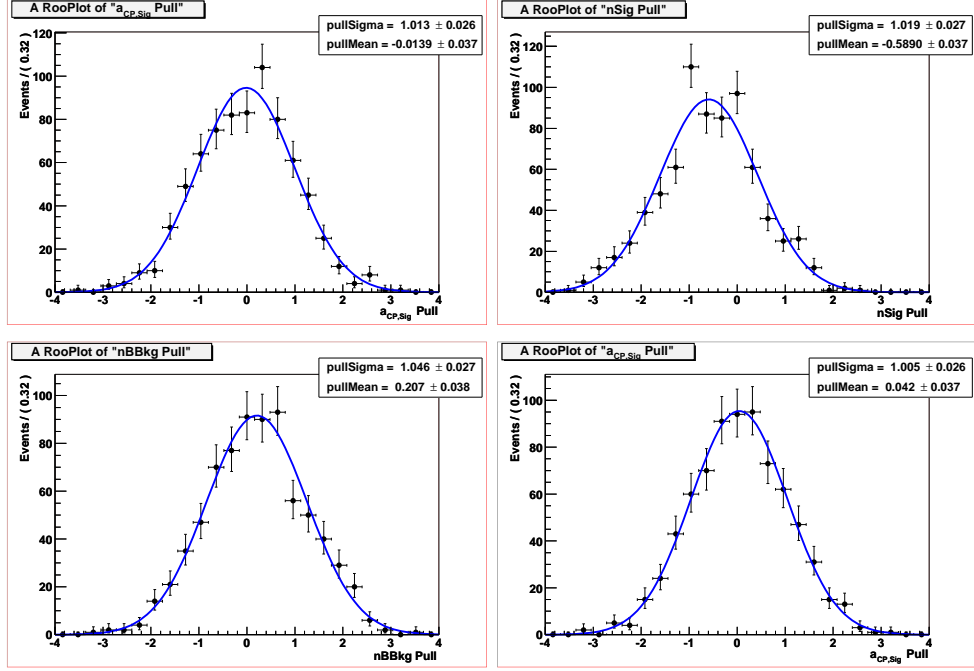 A RooPlot of "a_CP,Sig Pull"
pullSigma = 1.013 ± 0.026
pullMean = -0.0139 ± 0.037
Events / ( 0.32 )
120
100
80
60
40
20
0
-4 -3 -2 -1 0 1 2 3 4
a_CP,Sig Pull
A RooPlot of "nSig Pull"
pullSigma = 1.019 ± 0.027
pullMean = -0.5890 ± 0.037
Events / ( 0.32 )
120
100
80
60
40
20
0
-4 -3 -2 -1 0 1 2 3 4
nSig Pull
A RooPlot of "nBBkg Pull"
pullSigma = 1.046 ± 0.027
pullMean = 0.207 ± 0.038
Events / ( 0.32 )
100
80
60
40
20
0
-4 -3 -2 -1 0 1 2 3 4
nBBkg Pull
A RooPlot of "a_CP,Sig Pull"
pullSigma = 1.005 ± 0.026
pullMean = 0.042 ± 0.037
Events / ( 0.32 )
100
80
60
40
20
0
-4 -3 -2 -1 0 1 2 3 4
a_CP,Sig Pull